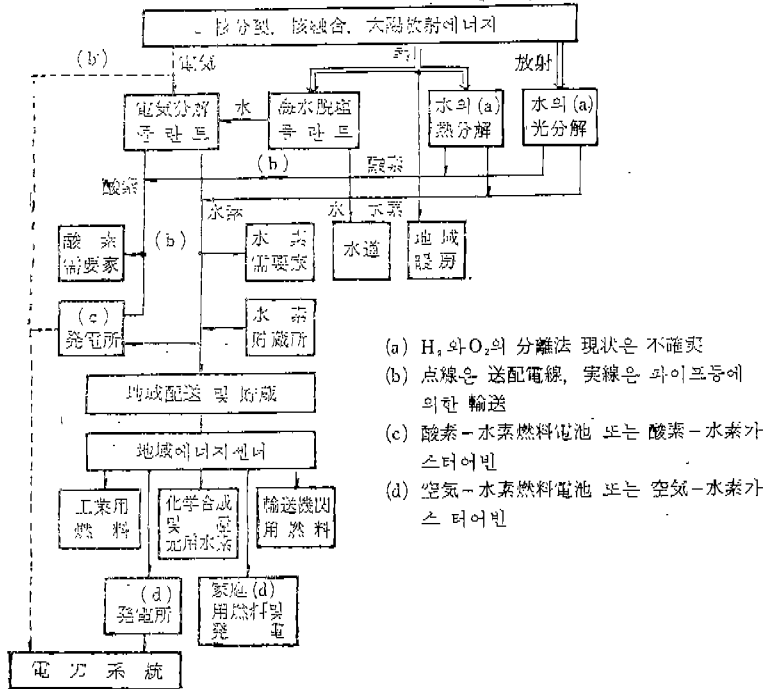 核分裂, 核融合, 太陽放射에너지
(b)
電気
熱
放射
電気分解
플란트
水
海水脱塩
플란트
水의(a)
熱分解
水의(a)
光分解
(b)
酸素
酸素
水素
水
水素
酸素
需要家
(b)
水素
需要家
水道
地域
暖房
(c)
発電所
水素
貯蔵所
地域配送 및 貯蔵
地域에너지센너
工業用
燃料
化学合成
및 還
元用水素
輸送機関
用燃料
(d)
発電所
家庭(d)
用燃料및
発電
電力系統
(a) H₂와O₂의 分離法 現状은 不確実
(b) 点線은 送配電線, 実線은 파이프등에
의한 輸送
(c) 酸素-水素燃料電池 또는 酸素-水素가
스터어빈
(d) 空気-水素燃料電池 또는 空気-水素가
스 터어빈